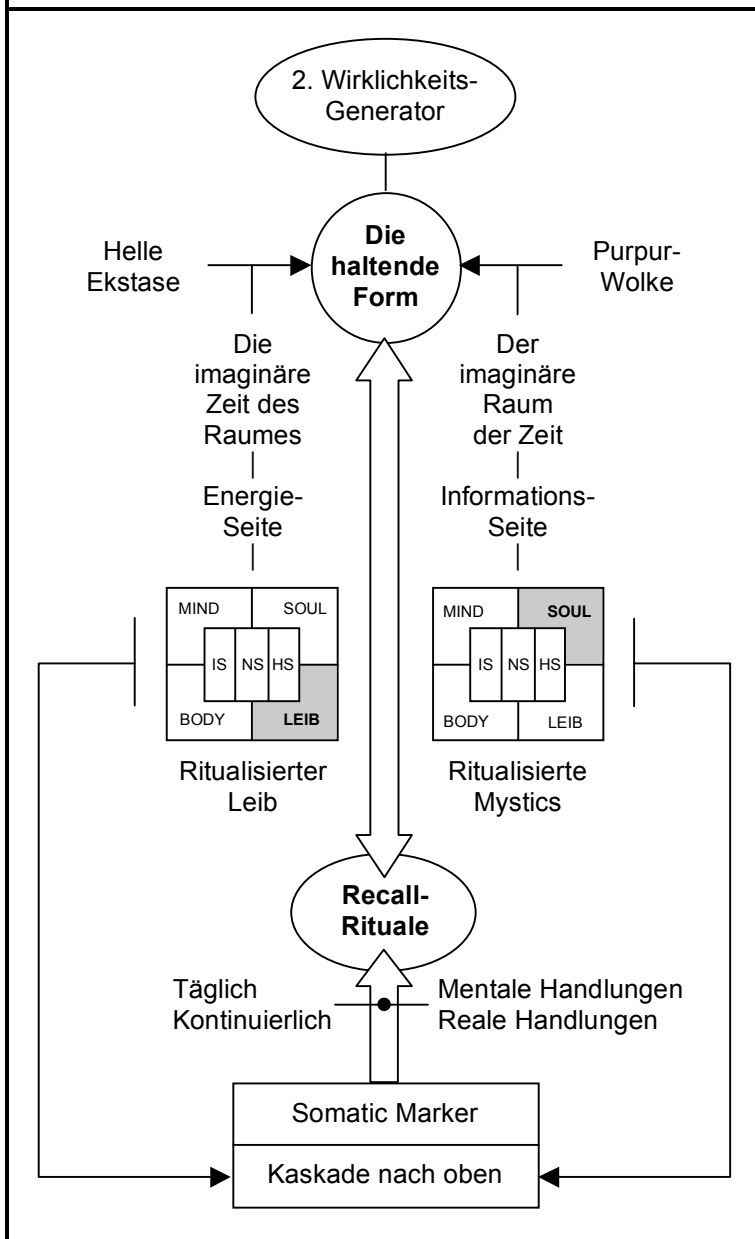 2. Wirklichkeits-
Generator
Die
haltende
Form
Helle
Ekstase
Purpur-
Wolke
Die
imaginäre
Zeit des
Raumes
Der
imaginäre
Raum
der Zeit
Energie-
Seite
Informations-
Seite
MIND SOUL
IS NS HS
BODY LEIB
MIND SOUL
IS NS HS
BODY LEIB
Ritualisierter
Leib
Ritualisierte
Mystics
Recall-
Rituale
Täglich
Kontinuierlich
Mentale Handlungen
Reale Handlungen
Somatic Marker
Kaskade nach oben